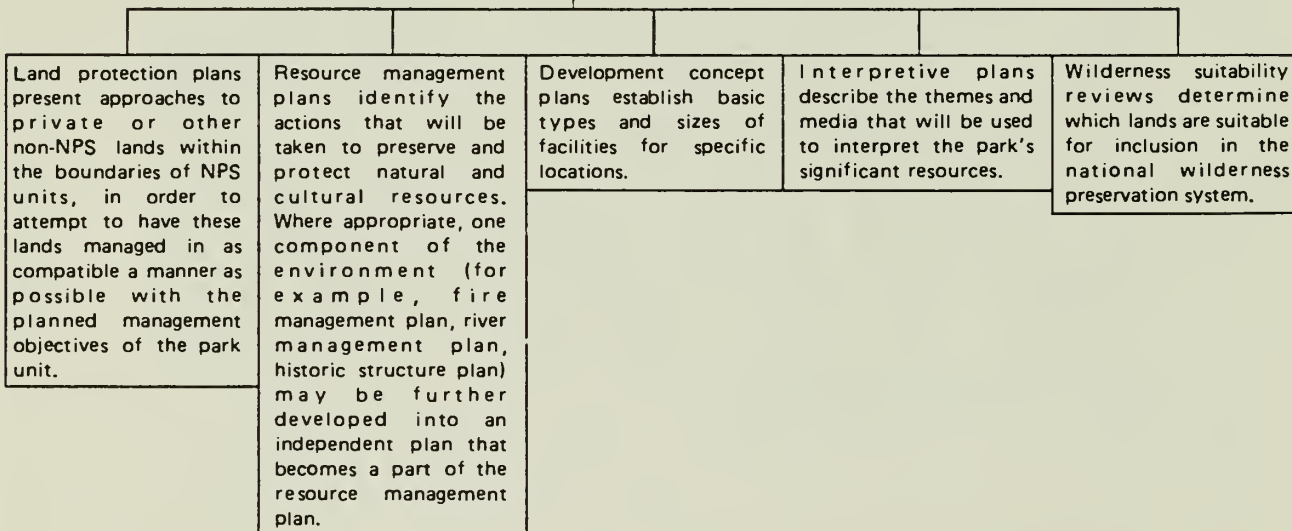 Land protection plans
present approaches to
private or other
non-NPS lands within
the boundaries of NPS
units, in order to
attempt to have these
lands managed in as
compatible a manner as
possible with the
planned management
objectives of the park
unit.
Resource management
plans identify the
actions that will be
taken to preserve and
protect natural and
cultural resources.
Where appropriate, one
component of the
environment (for
example, fire
management plan, river
management plan,
historic structure plan)
may be further
developed into an
independent plan that
becomes a part of the
resource management
plan.
Development concept
plans establish basic
types and sizes of
facilities for specific
locations.
Interpretive plans
describe the themes and
media that will be used
to interpret the park's
significant resources.
Wilderness suitability
reviews determine
which lands are suitable
for inclusion in the
national wilderness
preservation system.